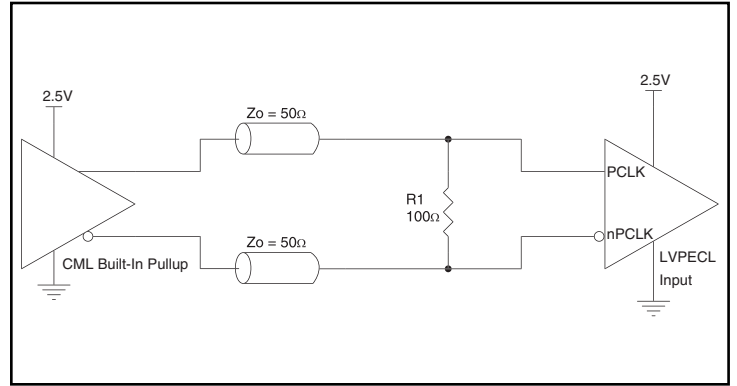 2.5V
2.5V
Zo = 50Ω
PCLK
R1
100Ω
nPCLK
Zo = 50Ω
CML Built-In Pullup
LVPECL
Input